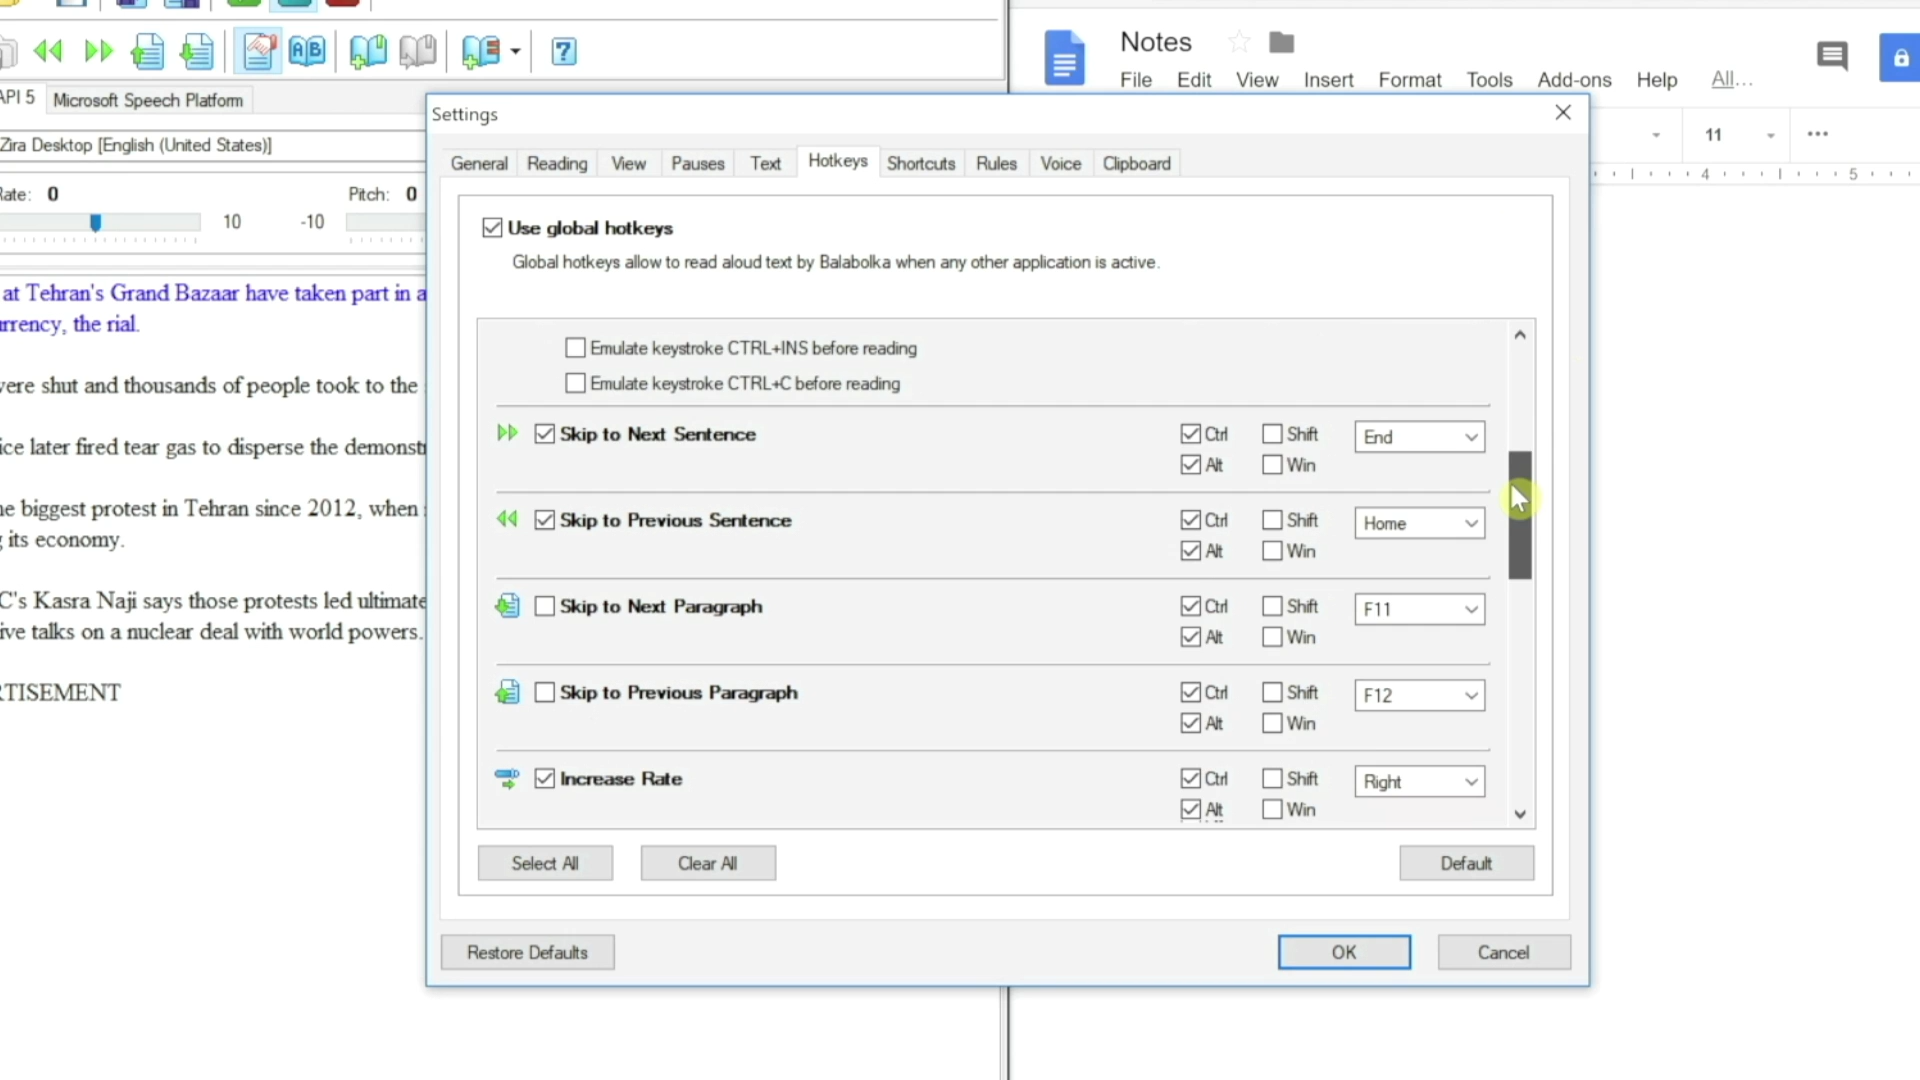 Notes
File Edit View Insert Format Tools Add-ons Help All...
API 5 Microsoft Speech Platform
Zira Desktop [English (United States)]
Rate: 0 Pitch: 0
10 -10
11
4 5
at Tehran's Grand Bazaar have taken part in a
the rial.
were shut and thousands of people took to the
later fired tear gas to disperse the
biggest protest in Tehran since 2012, when
its economy.
Kasra Naji says those protests led
talks on a nuclear deal with world powers.
Settings
General Reading View Pauses Text Hotkeys Shortcuts Rules Voice Clipboard
Use global hotkeys
Global hotkeys allow to read aloud text by Balabolka when any other application is active.
Emulate keystroke CTRL+INS before reading
Emulate keystroke CTRL+C before reading
Skip to Next Sentence Ctrl Shift End
Alt Win
Skip to Previous Sentence Ctrl Shift Home
Alt Win
Skip to Next Paragraph Ctrl Shift F11
Alt Win
Skip to Previous Paragraph Ctrl Shift F12
Alt Win
Increase Rate Ctrl Shift Right
Alt Win
Select All Clear All Default
Restore Defaults OK Cancel